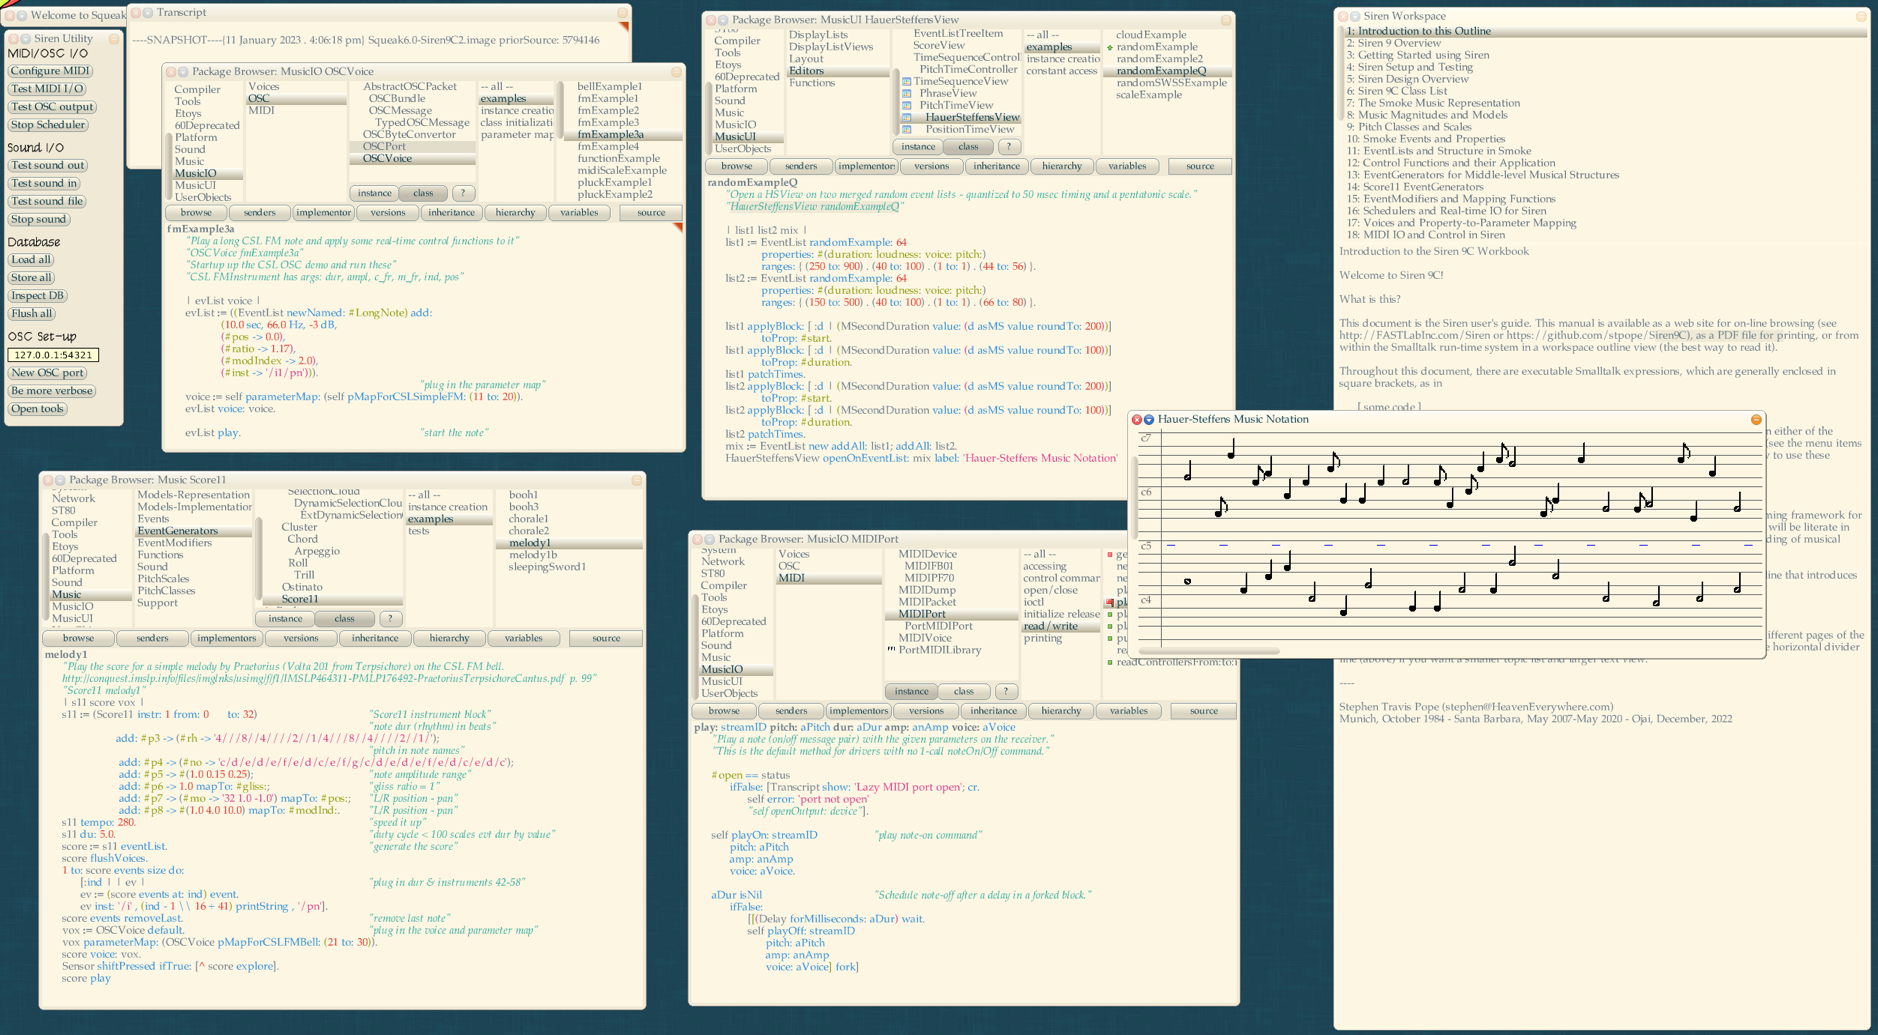 Welcome to Squeak
Siren Utility
MIDI/OSC I/O
Configure MIDI
Test MIDI I/O
Test OSC output
Stop Scheduler
Sound I/O
Test sound out
Test sound in
Test sound file
Stop sound
Database
Load all
Store all
Inspect DB
Flush all
OSC Set-up
127.0.0.1:54321
New OSC port
Be more verbose
Open tools
Transcript
----SNAPSHOT----(11 January 2023 . 4:06:18 pm) Squeak6.0-Siren9C2.image priorSource: 5794146
Package Browser: MusicIO OSCVoice
Compiler
Tools
Etoys
60Deprecated
Platform
Sound
Music
MusicIO
MusicUI
UserObjects
Voices
OSC
MIDI
AbstractOSCPacket
OSCBundle
OSCMessage
TypedOSCMessage
OSCByteConvertor
OSCPort
OSCVoice
instance class ?
-- all --
examples
instance creation
class initializati
parameter map
bellExample1
fmExample1
fmExample2
fmExample3
fmExample3a
fmExample4
functionExample
midiScaleExample
pluckExample1
pluckExample2
browse senders implementor versions inheritance hierarchy variables source
fmExample3a
"Play a long CSL FM note and apply some real-time control functions to it"
"OSCVoice fmExample3a"
"Startup up the CSL OSC demo and run these"
"CSL FMInstrument has args: dur, ampl, c_fr, m_fr, ind, pos"
| evList voice |
evList := ((EventList newNamed: #LongNote) add:
(10.0 sec, 66.0 Hz, -3 dB,
(#pos -> 0.0),
(#ratio -> 1.17),
(#modIndex -> 2.0),
(#inst -> '/i1/pn'))).
"plug in the parameter map"
voice := self parameterMap: (self pMapForCSLSimpleFM: (11 to: 20)).
evList voice: voice.
evList play. "start the note"
Package Browser: Music Score11
Network
ST80
Compiler
Tools
Etoys
60Deprecated
Platform
Sound
Music
MusicIO
MusicUI
Models-Representation
Models-Implementation
Events
EventGenerators
EventModifiers
Functions
Sound
PitchScales
PitchClasses
Support
SelectionCloud
DynamicSelectionClou
ExtDynamicSelection
Cluster
Chord
Arpeggio
Roll
Trill
Ostinato
Score11
instance class ?
-- all --
instance creation
examples
tests
booh1
booh3
chorale1
chorale2
melody1
melody1b
sleepingSword1
browse senders implementors versions inheritance hierarchy variables source
melody1
"Play the score for a simple melody by Praetorius (Volta 201 from Terpsichore) on the CSL FM bell.
http://conquest.imslp.info/files/imglnks/usimg/f/f1/IMSLP464311-PMLP176492-PraetoriusTerpsichoreCantus.pdf p. 99"
"Score11 melody1"
| s11 score vox |
s11 := (Score11 instr: 1 from: 0 to: 32) "Score11 instrument block"
"note dur (rhythm) in beats"
add: #p3 -> (#rh -> '4///8//4////2//1/4///8//4////2//1/');
"pitch in note names"
add: #p4 -> (#no -> 'c/d/e/d/e/f/e/d/c/e/f/g/c/d/e/d/e/f/e/d/c/e/d/c');
add: #p5 -> #(1.0 0.15 0.25); "note amplitude range"
add: #p6 -> 1.0 mapTo: #gliss:; "gliss ratio = 1"
add: #p7 -> (#mo -> '32 1.0 -1.0') mapTo: #pos:; "L/R position - pan"
add: #p8 -> #(1.0 4.0 10.0) mapTo: #modInd:. "L/R position - pan"
s11 tempo: 280. "speed it up"
s11 du: 5.0. "duty cycle < 100 scales evt dur by value"
score := s11 eventList. "generate the score"
score flushVoices.
1 to: score events size do:
[:ind | | ev | "plug in dur & instruments 42-58"
ev := (score events at: ind) event.
ev inst: '/i' , (ind - 1 \\ 16 + 41) printString , '/pn'].
score events removeLast. "remove last note"
vox := OSCVoice default. "plug in the voice and parameter map"
vox parameterMap: (OSCVoice pMapForCSLFMBell: (21 to: 30)).
score voice: vox.
Sensor shiftPressed ifTrue: [^ score explore].
score play
Package Browser: MusicUI HauerSteffensView
ST80
Compiler
Tools
Etoys
60Deprecated
Platform
Sound
Music
MusicIO
MusicUI
UserObjects
DisplayLists
DisplayListViews
Layout
Editors
Functions
EventListTreeItem
ScoreView
TimeSequenceControl
PitchTimeController
TimeSequenceView
PhraseView
PitchTimeView
HauerSteffensView
PositionTimeView
instance class ?
-- all --
examples
instance creatio
constant access
cloudExample
randomExample
randomExample2
randomExampleQ
randomSWSSExample
scaleExample
browse senders implementors versions inheritance hierarchy variables source
randomExampleQ
"Open a HSView on two merged random event lists - quantized to 50 msec timing and a pentatonic scale."
"HauerSteffensView randomExampleQ"
| list1 list2 mix |
list1 := EventList randomExample: 64
properties: #(duration: loudness: voice: pitch:)
ranges: { (250 to: 900) . (40 to: 100) . (1 to: 1) . (44 to: 56) }.
list2 := EventList randomExample: 64
properties: #(duration: loudness: voice: pitch:)
ranges: { (150 to: 500) . (40 to: 100) . (1 to: 1) . (66 to: 80) }.
list1 applyBlock: [ :d | (MSecondDuration value: (d asMS value roundTo: 200))]
toProp: #start.
list1 applyBlock: [ :d | (MSecondDuration value: (d asMS value roundTo: 100))]
toProp: #duration.
list1 patchTimes.
list2 applyBlock: [ :d | (MSecondDuration value: (d asMS value roundTo: 200))]
toProp: #start.
list2 applyBlock: [ :d | (MSecondDuration value: (d asMS value roundTo: 100))]
toProp: #duration.
list2 patchTimes.
mix := EventList new addAll: list1; addAll: list2.
HauerSteffensView openOnEventList: mix label: 'Hauer-Steffens Music Notation'
Package Browser: MusicIO MIDIPort
System
Network
ST80
Compiler
Tools
Etoys
60Deprecated
Platform
Sound
Music
MusicIO
MusicUI
UserObjects
Voices
OSC
MIDI
MIDIDevice
MIDIFB01
MIDIPF70
MIDIDump
MIDIPacket
MIDIPort
PortMIDIPort
MIDIVoice
PortMIDILibrary
instance class ?
-- all --
accessing
control commar
open/close
ioctl
initialize release
read/write
printing
ge
ne
ne
pl
pl
pl
pl
pu
re
readControllersFrom:to:i
browse senders implementors versions inheritance hierarchy variables source
play: streamID pitch: aPitch dur: aDur amp: anAmp voice: aVoice
"Play a note (on/off message pair) with the given parameters on the receiver."
"This is the default method for drivers with no 1-call noteOn/Off command."
#open == status
ifFalse: [Transcript show: 'Lazy MIDI port open'; cr.
self error: 'port not open'
"self openOutput: device"].
self playOn: streamID "play note-on command"
pitch: aPitch
amp: anAmp
voice: aVoice.
aDur isNil "Schedule note-off after a delay in a forked block."
ifFalse:
[[(Delay forMilliseconds: aDur) wait.
self playOff: streamID
pitch: aPitch
amp: anAmp
voice: aVoice] fork]
Siren Workspace
1: Introduction to this Outline
2: Siren 9 Overview
3: Getting Started using Siren
4: Siren Setup and Testing
5: Siren Design Overview
6: Siren 9C Class List
7: The Smoke Music Representation
8: Music Magnitudes and Models
9: Pitch Classes and Scales
10: Smoke Events and Properties
11: EventLists and Structure in Smoke
12: Control Functions and their Application
13: EventGenerators for Middle-level Musical Structures
14: Score11 EventGenerators
15: EventModifiers and Mapping Functions
16: Schedulers and Real-time IO for Siren
17: Voices and Property-to-Parameter Mapping
18: MIDI IO and Control in Siren
Introduction to the Siren 9C Workbook
Welcome to Siren 9C!
What is this?
This document is the Siren user's guide. This manual is available as a web site for on-line browsing (see
http://FASTLabInc.com/Siren or https://github.com/stpope/Siren9C), as a PDF file for printing, or from
within the Smalltalk run-time system in a workspace outline view (the best way to read it).
Throughout this document, there are executable Smalltalk expressions, which are generally enclosed in
square brackets, as in
[ some code ]
n either of the
(see the menu items
y to use these
ming framework for
will be literate in
ding of musical
line that introduces
ifferent pages of the
e horizontal divider
line (above) if you want a smaller topic list and larger text view.
----
Stephen Travis Pope (stephen@HeavenEverywhere.com)
Munich, October 1984 - Santa Barbara, May 2007-May 2020 - Ojai, December, 2022
Hauer-Steffens Music Notation
c7
c6
c5
c4